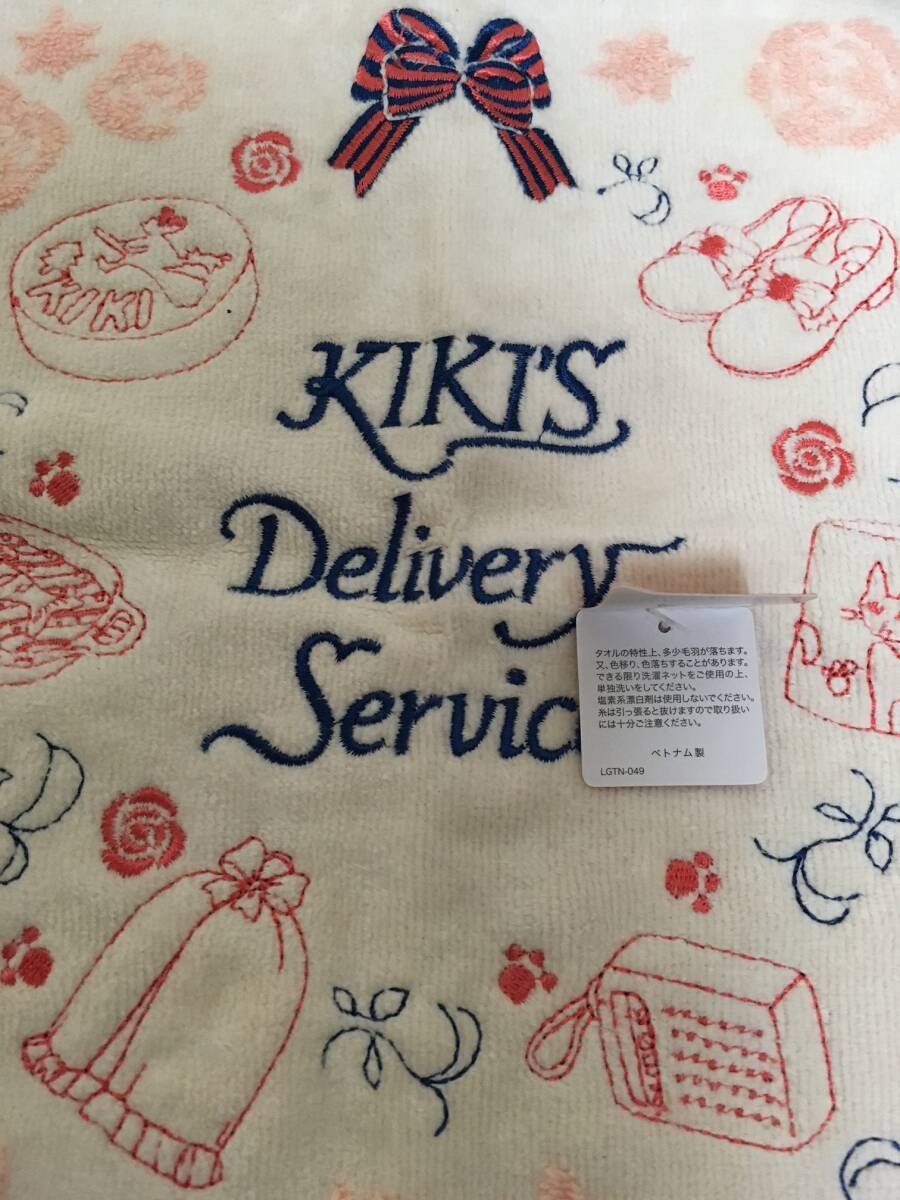 KIKI
KIKI'S
Delivery
Servic
タオルの特性上、多少毛羽が落ちます。
又、色移り、色落ちすることがあります。
できる限り洗濯ネットをご使用の上、
単独洗いをしてください。
塩素系漂白剤は使用しないでください。
糸は引っ張ると抜けますので取り扱い
には十分ご注意ください。
ベトナム製
LGTN-049